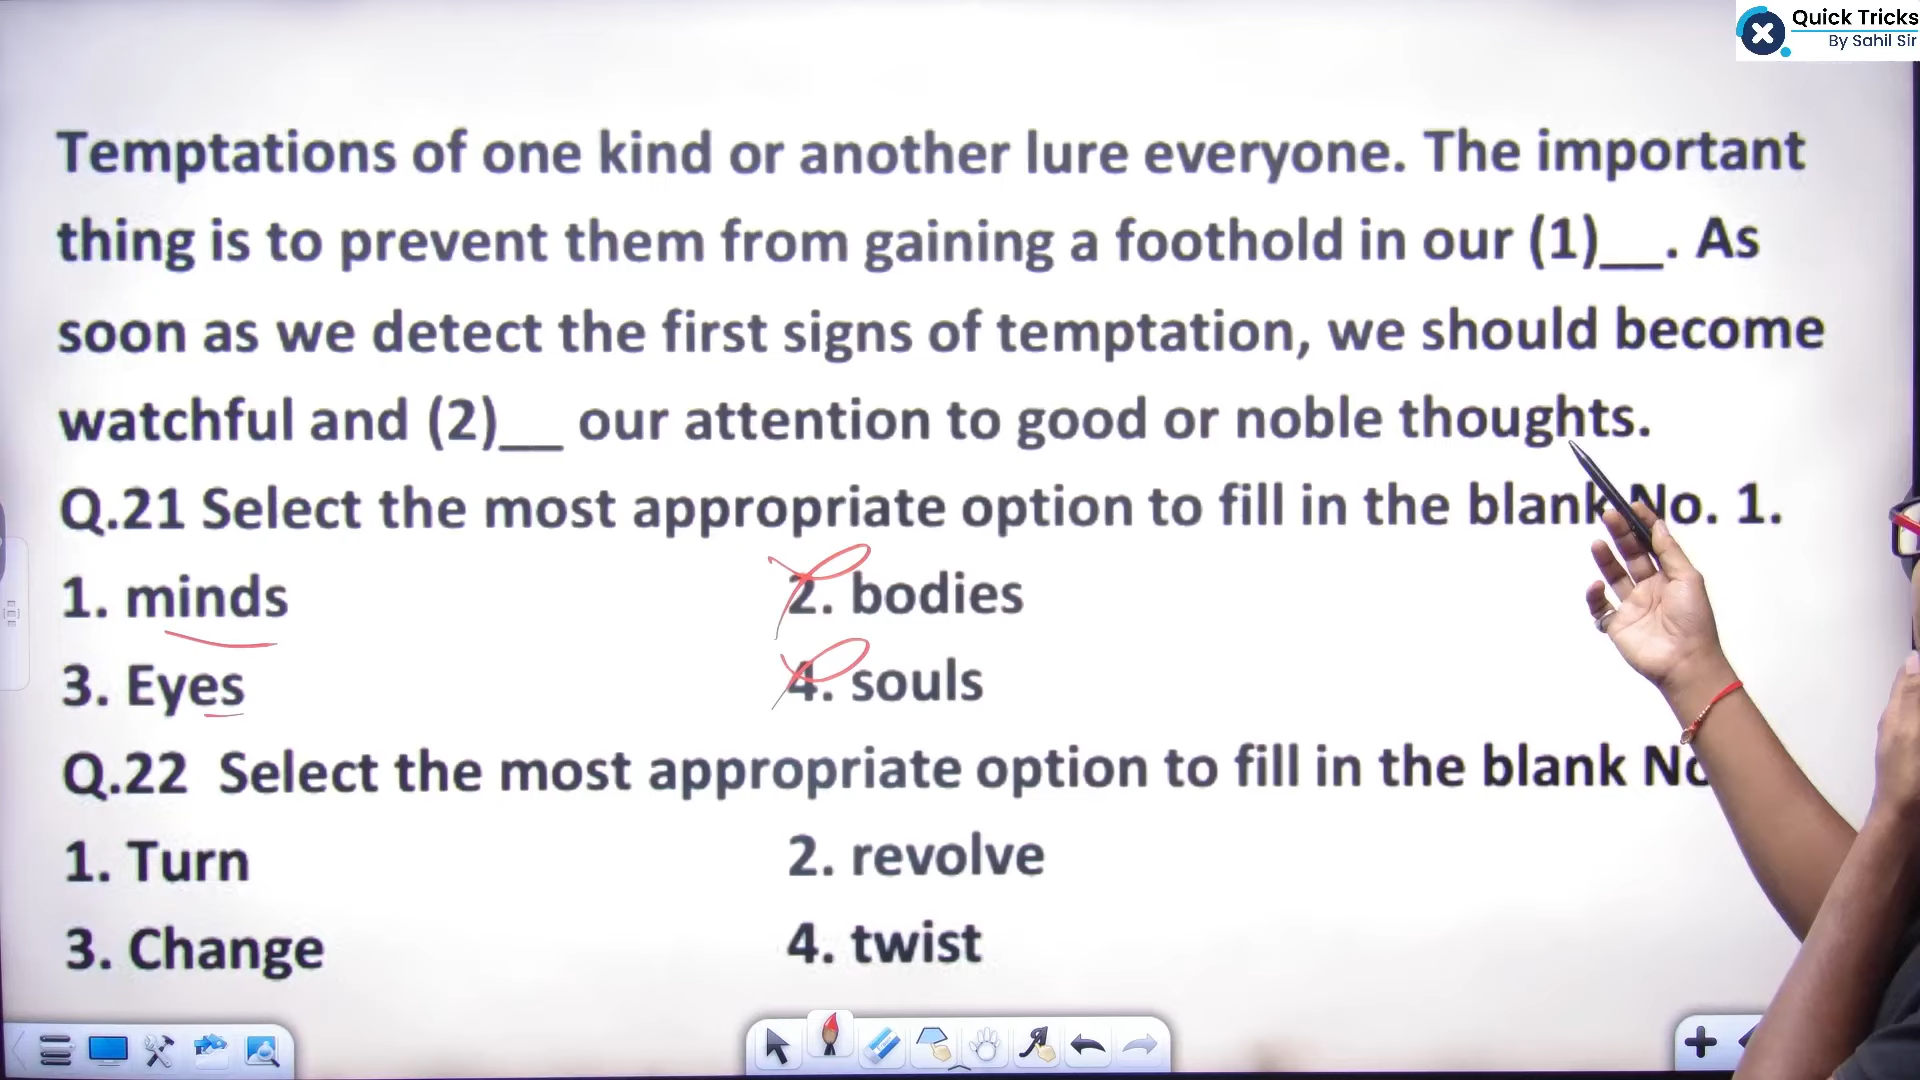 Quick Tricks
By Sahil Sir
Temptations of one kind or another lure everyone. The important
thing is to prevent them from gaining a foothold in our (1)__. As
soon as we detect the first signs of temptation, we should become
watchful and (2)__ our attention to good or noble thoughts.
Q.21 Select the most appropriate option to fill in the blank No. 1.
1. minds 2. bodies
3. Eyes 4. souls
Q.22 Select the most appropriate option to fill in the blank
1. Turn 2. revolve
3. Change 4. twist